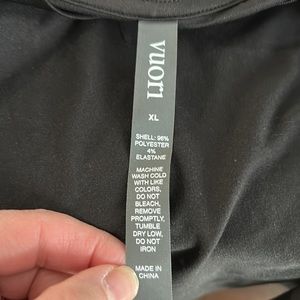 vuori
XL
SHELL: 96%
POLYESTER
4%
ELASTANE
MACHINE
WASH COLD
WITH LIKE
COLORS,
DO NOT
BLEACH,
REMOVE
PROMPTLY,
TUMBLE
DRY LOW,
DO NOT
IRON
MADE IN
CHINA